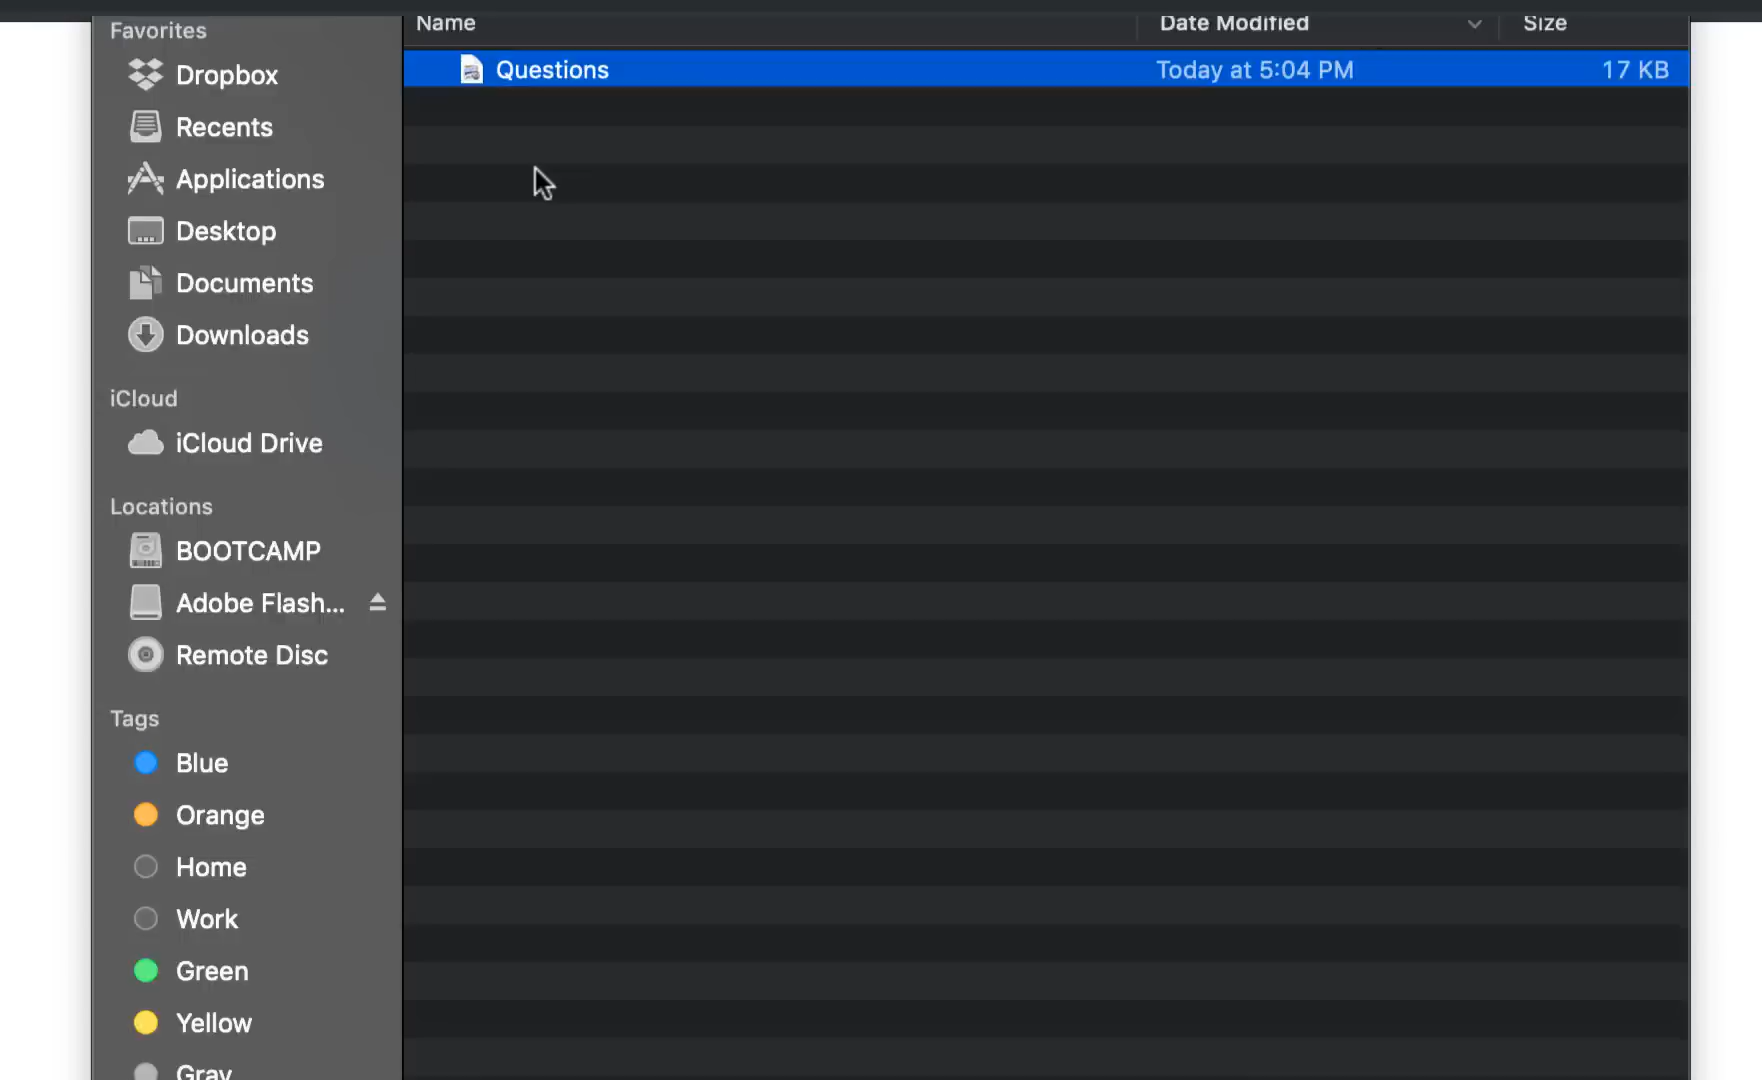 Favorites
Name Date Modified Size
Questions Today at 5:04 PM 17 KB
Dropbox
Recents
Applications
Desktop
Documents
Downloads
iCloud
iCloud Drive
Locations
BOOTCAMP
Adobe Flash...
Remote Disc
Tags
Blue
Orange
Home
Work
Green
Yellow
Gray